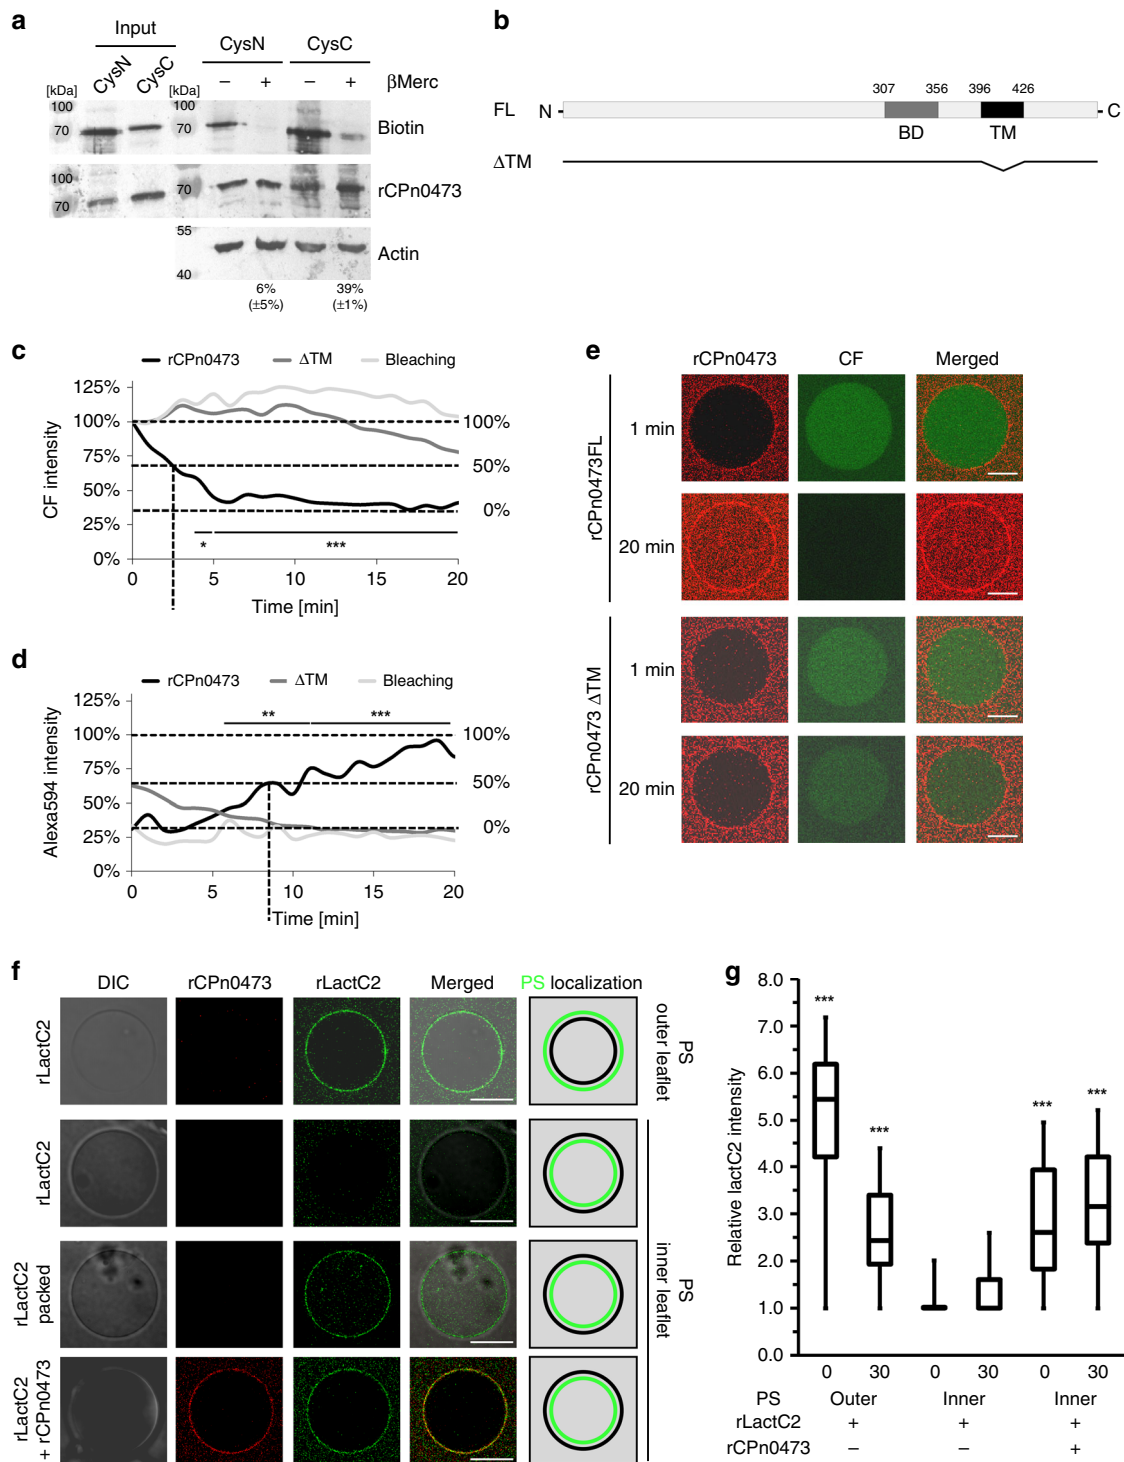 a
Input
CysN CysC
CysN CysC
[kDa] [kDa] − + − + βMerc
100
70 70 Biotin
100
70 70 rCPn0473
55
40 Actin
6% 39%
(±5%) (±1%)
b
307 356 396 426
FL N C
BD TM
ΔTM
c
rCPn0473 ΔTM Bleaching
CF intensity
125%
100% 100%
75%
50%
50%
0%
25%
0%
* ***
0 5 10 15 20
Time [min]
d
rCPn0473 ΔTM Bleaching
Alexa594 intensity
125%
** ***
100% 100%
75%
50%
50%
0%
25%
0%
0 5 10 15 20
Time [min]
e
rCPn0473 CF Merged
rCPn0473FL
1 min
20 min
rCPn0473 ΔTM
1 min
20 min
f
DIC rCPn0473 rLactC2 Merged PS localization
rLactC2
PS
outer leaflet
rLactC2
rLactC2
packed
rLactC2
+ rCPn0473
PS
inner leaflet
g
Relative lactC2 intensity
8.0
7.0
6.0
5.0
4.0
3.0
2.0
1.0
0.0
*** *** *** ***
0 30 0 30 0 30
PS Outer Inner Inner
rLactC2 + + +
rCPn0473 − − +